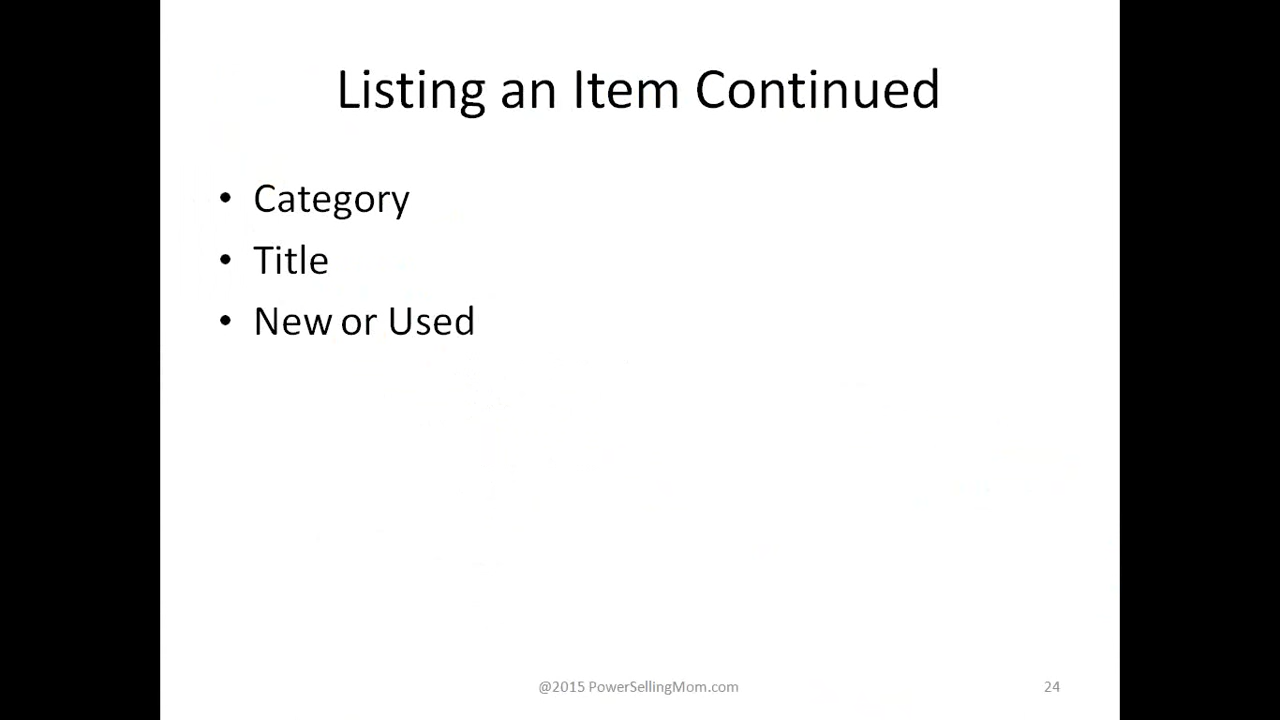 Listing an Item Continued
• Category
• Title
• New or Used
@2015 PowerSellingMom.com
24